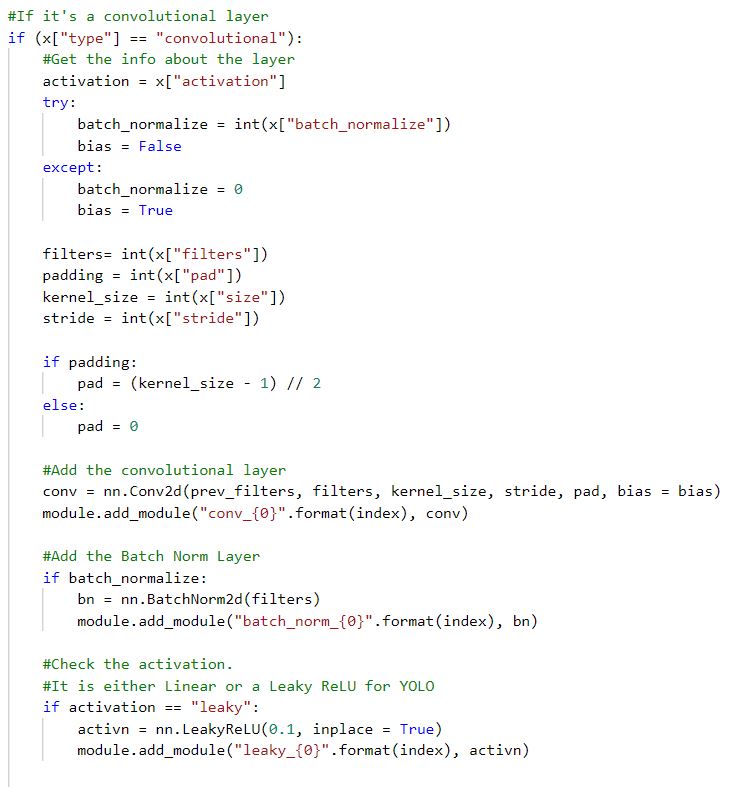 #If it's a convolutional layer
if (x["type"] == "convolutional"):
    #Get the info about the layer
    activation = x["activation"]
    try:
        batch_normalize = int(x["batch_normalize"])
        bias = False
    except:
        batch_normalize = 0
        bias = True

    filters= int(x["filters"])
    padding = int(x["pad"])
    kernel_size = int(x["size"])
    stride = int(x["stride"])

    if padding:
        pad = (kernel_size - 1) // 2
    else:
        pad = 0

    #Add the convolutional layer
    conv = nn.Conv2d(prev_filters, filters, kernel_size, stride, pad, bias = bias)
    module.add_module("conv_{0}".format(index), conv)

    #Add the Batch Norm Layer
    if batch_normalize:
        bn = nn.BatchNorm2d(filters)
        module.add_module("batch_norm_{0}".format(index), bn)

    #Check the activation.
    #It is either Linear or a Leaky ReLU for YOLO
    if activation == "leaky":
        activn = nn.LeakyReLU(0.1, inplace = True)
        module.add_module("leaky_{0}".format(index), activn)